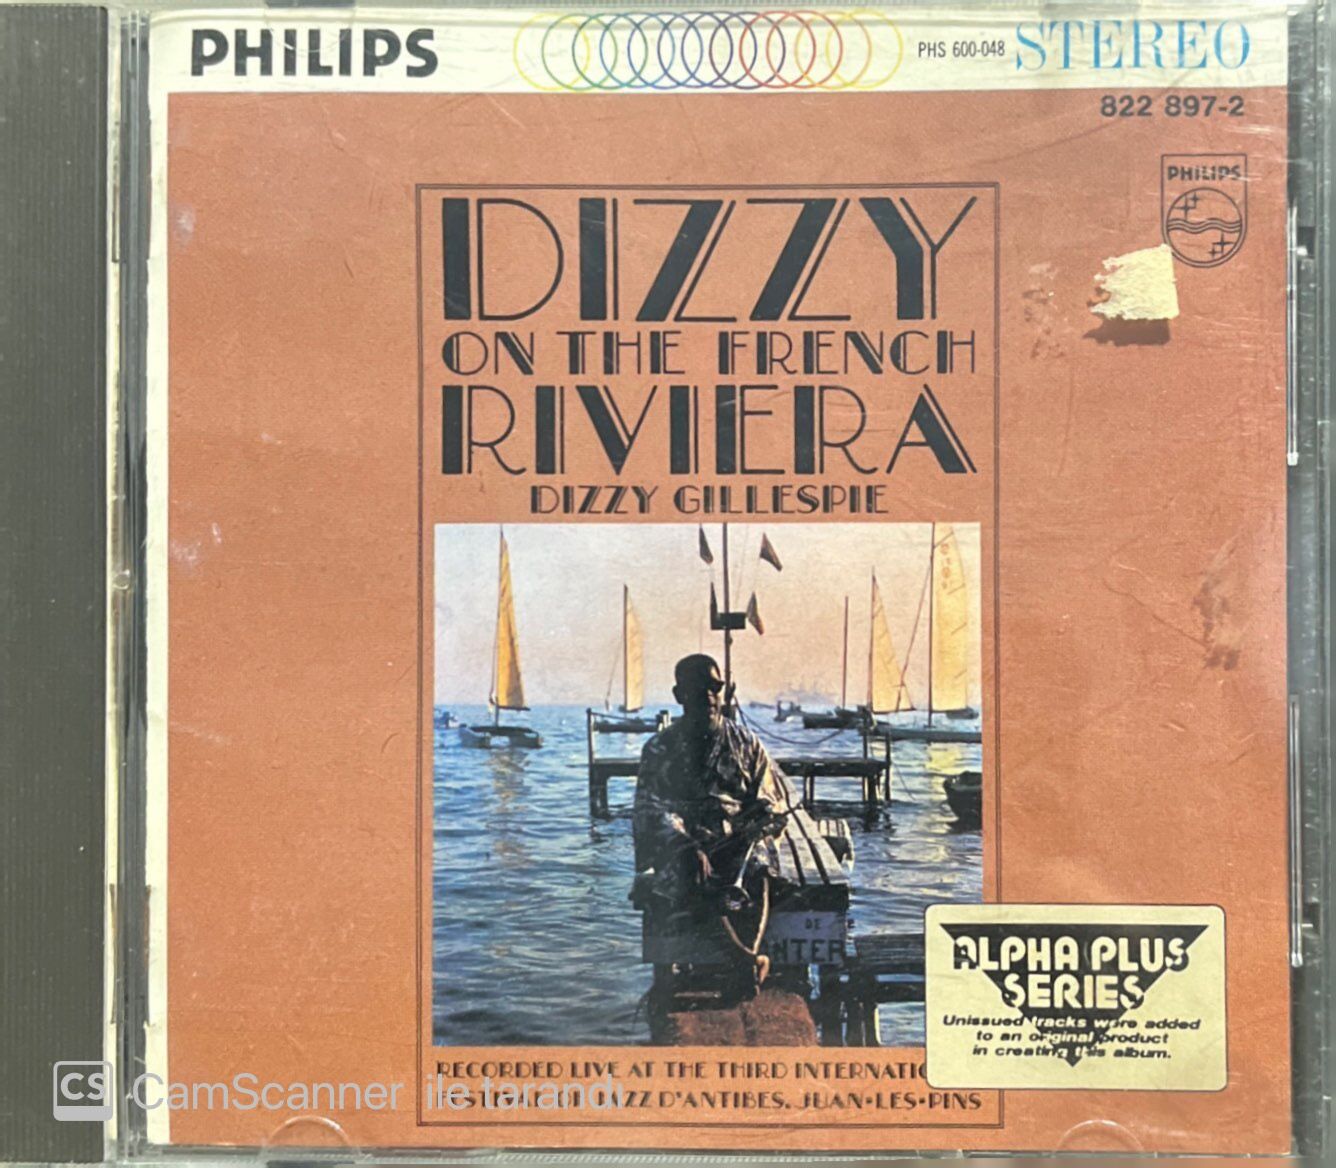 PHILIPS
PHS 600-048 STEREO
822 897-2
PHILIPS
DIZZY
ON THE FRENCH
RIVIERA
DIZZY GILLESPIE
DE
ALPHA PLUS
SERIES
Unissued tracks were added
to an original product
in creating this album.
RECORDED LIVE AT THE THIRD
JAZZ D'ANTIBES. JUAN-LES-PINS
CS CamScanner ile tarandı